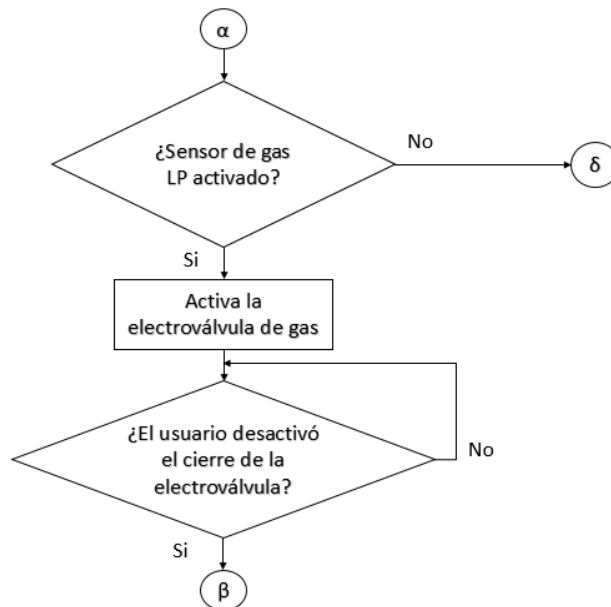 α
¿Sensor de gas
LP activado?
No
δ
Si
Activa la
electroválvula de gas
¿El usuario desactivó
el cierre de la
electroválvula?
No
Si
β